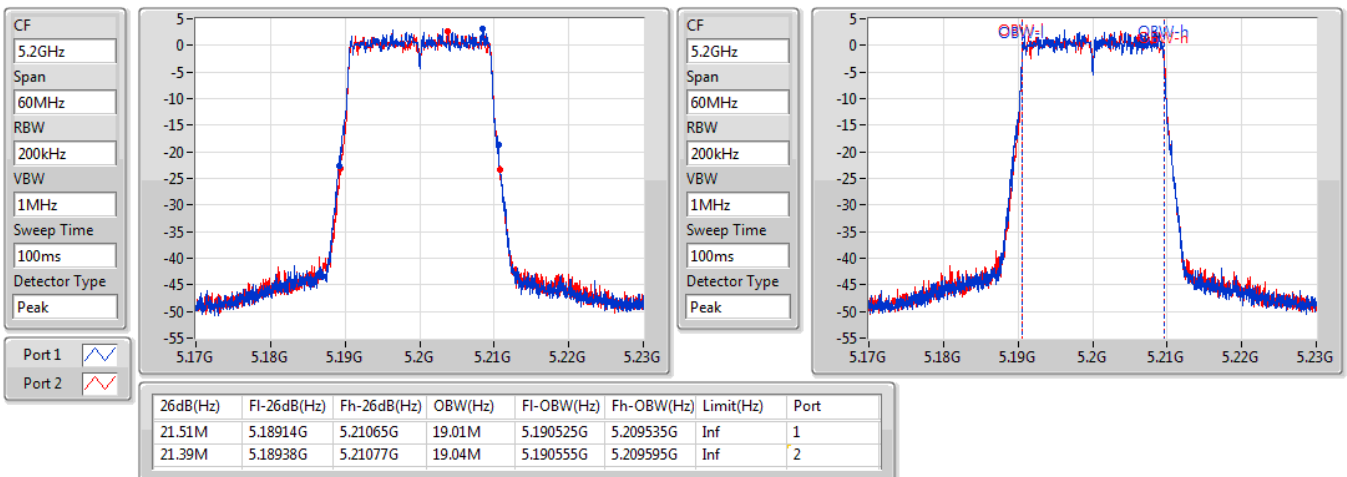 CF
5.2GHz
Span
60MHz
RBW
200kHz
VBW
1MHz
Sweep Time
100ms
Detector Type
Peak
Port 1
Port 2
5
0
-5
-10
-15
-20
-25
-30
-35
-40
-45
-50
-55
5.17G 5.18G 5.19G 5.2G 5.21G 5.22G 5.23G
CF
5.2GHz
Span
60MHz
RBW
200kHz
VBW
1MHz
Sweep Time
100ms
Detector Type
Peak
5
0
-5
-10
-15
-20
-25
-30
-35
-40
-45
-50
-55
OBW-l OBW-h
5.17G 5.18G 5.19G 5.2G 5.21G 5.22G 5.23G
26dB(Hz) Fl-26dB(Hz) Fh-26dB(Hz) OBW(Hz) Fl-OBW(Hz) Fh-OBW(Hz) Limit(Hz) Port
21.51M 5.18914G 5.21065G 19.01M 5.190525G 5.209535G Inf 1
21.39M 5.18938G 5.21077G 19.04M 5.190555G 5.209595G Inf 2